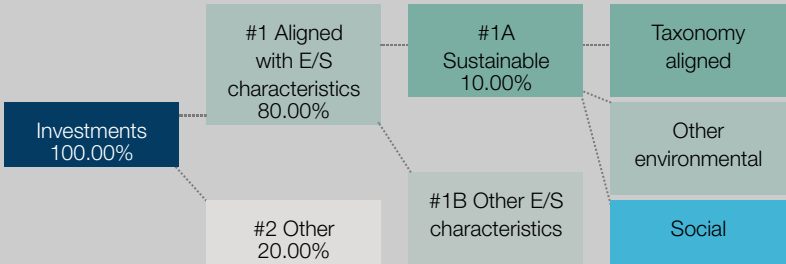 Investments
100.00%
#1 Aligned
with E/S
characteristics
80.00%
#2 Other
20.00%
#1A
Sustainable
10.00%
#1B Other E/S
characteristics
Taxonomy
aligned
Other
environmental
Social